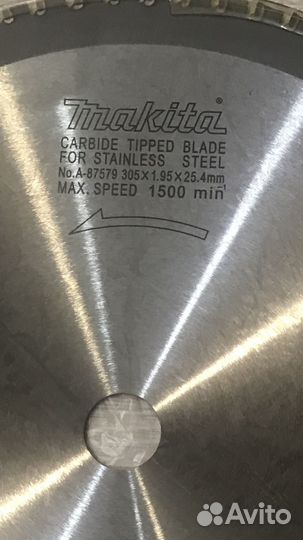 makita®
CARBIDE TIPPED BLADE
FOR STAINLESS STEEL
No.A-87579 305×1.95×25.4mm
MAX. SPEED 1500 min⁻¹
Avito